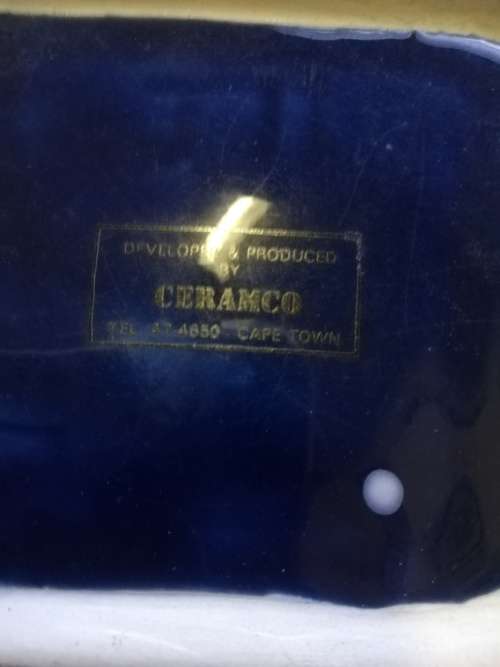 DEVELOPED & PRODUCED
BY
CERAMCO
TEL 47-4650 CAPE TOWN